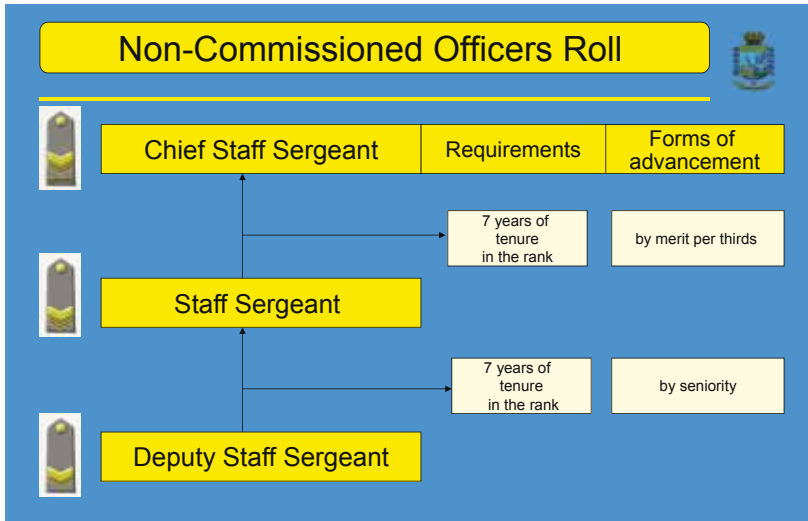 Non-Commissioned Officers Roll
Chief Staff Sergeant
Requirements
Forms of
advancement
7 years of
tenure
in the rank
by merit per thirds
Staff Sergeant
7 years of
tenure
in the rank
by seniority
Deputy Staff Sergeant